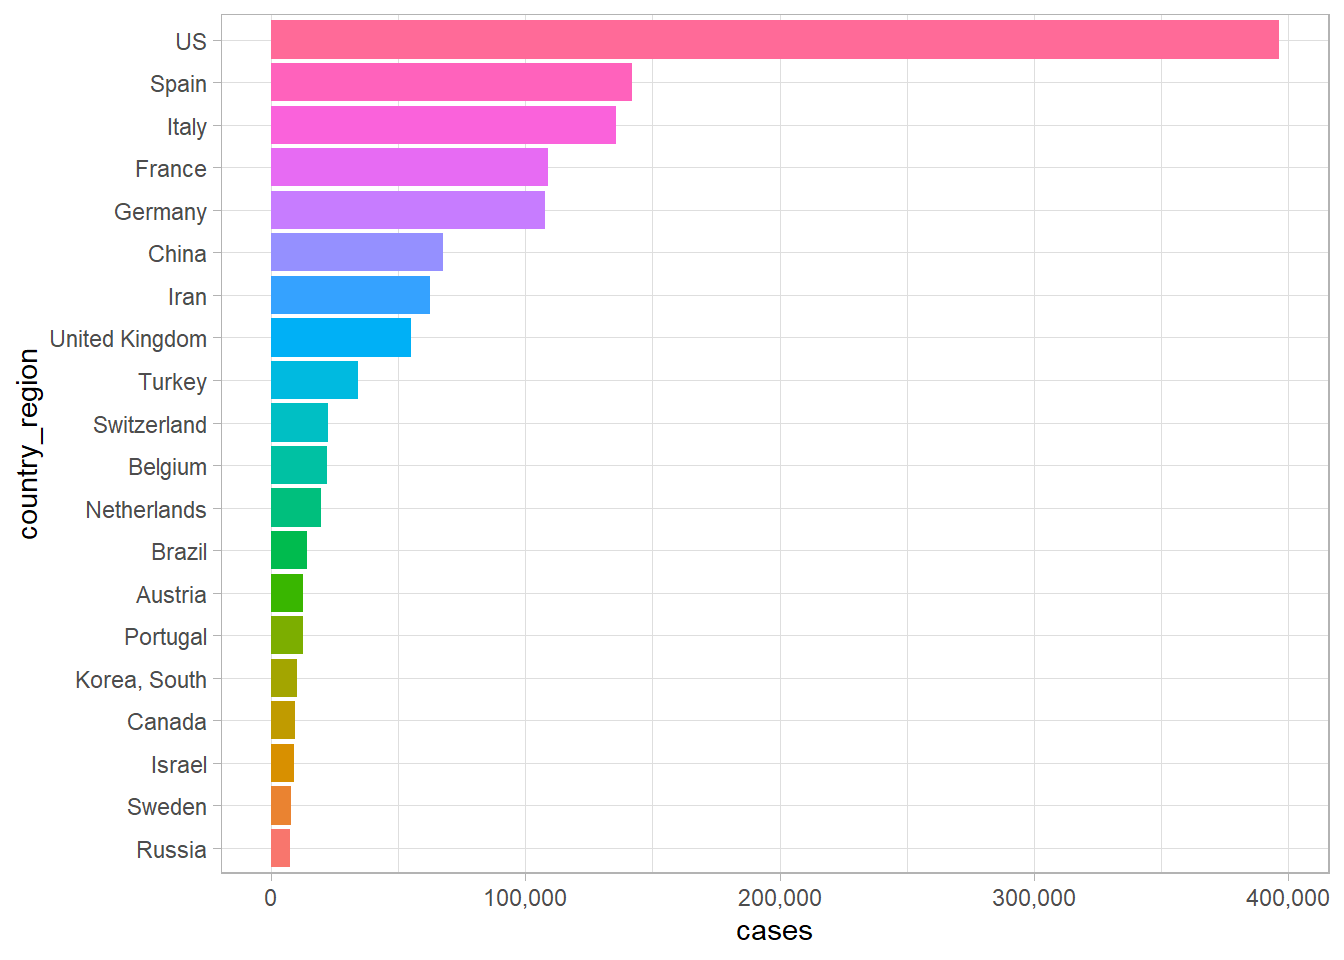 US
Spain
Italy
France
Germany
China
Iran
United Kingdom
Turkey
Switzerland
Belgium
Netherlands
Brazil
Austria
Portugal
Korea, South
Canada
Israel
Sweden
Russia
country_region
0 100,000 200,000 300,000 400,000
cases